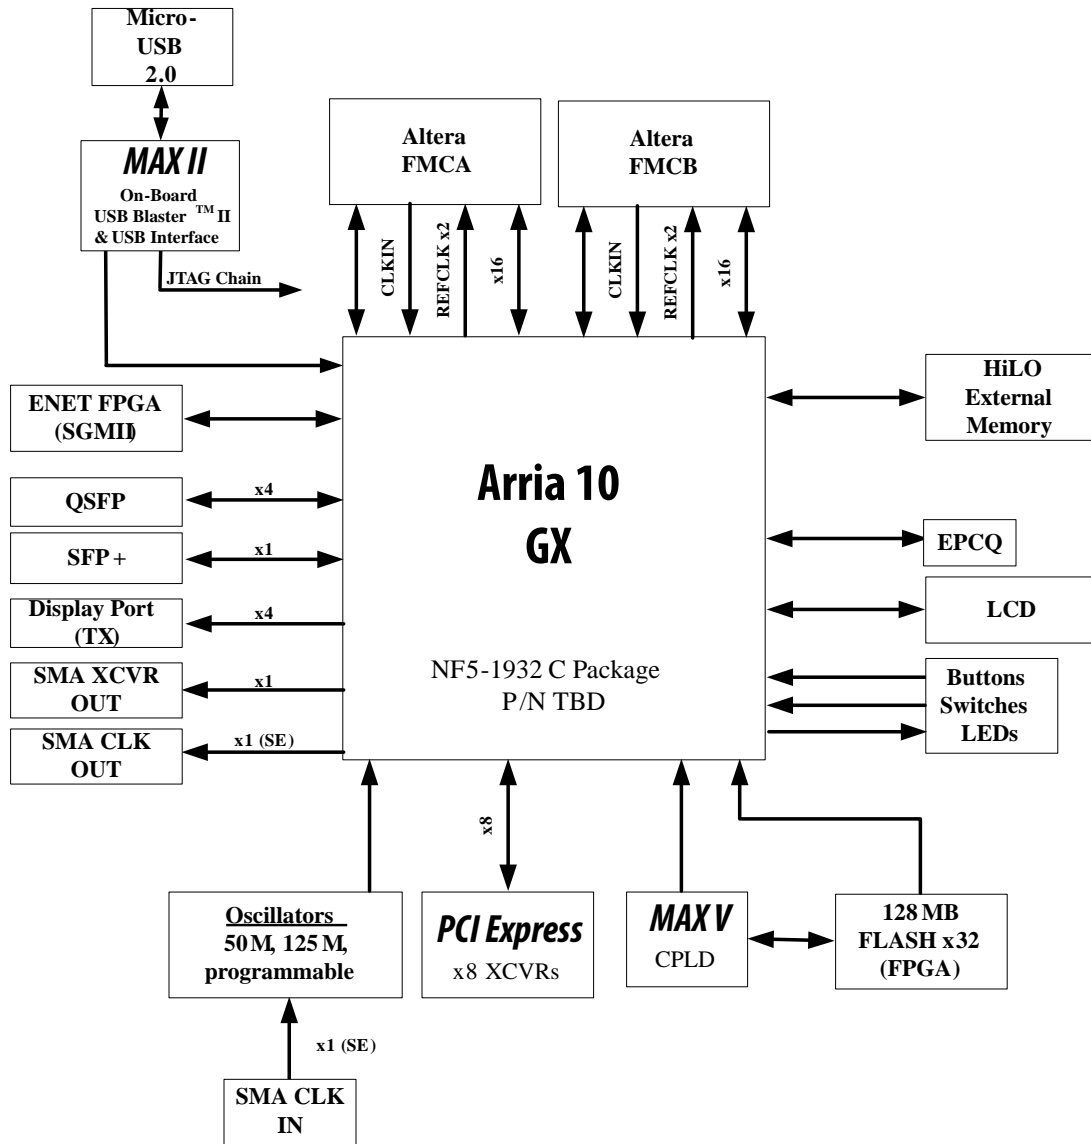 Micro-
USB
2.0
MAX II
On-Board
USB Blaster ™ II
& USB Interface
JTAG Chain
Altera
FMCA
Altera
FMCB
CLKIN
REFCLK x2
x16
CLKIN
REFCLK x2
x16
ENET FPGA
(SGMII)
QSFP
x4
SFP +
x1
Display Port
(TX)
x4
SMA XCVR
OUT
x1
SMA CLK
OUT
x1 (SE)
Arria 10
GX
NF5-1932 C Package
P/N TBD
HiLO
External
Memory
EPCQ
LCD
Buttons
Switches
LEDs
x8
Oscillators
50 M, 125 M,
programmable
PCI Express
x8 XCVRs
MAX V
CPLD
128 MB
FLASH x32
(FPGA)
x1 (SE)
SMA CLK
IN